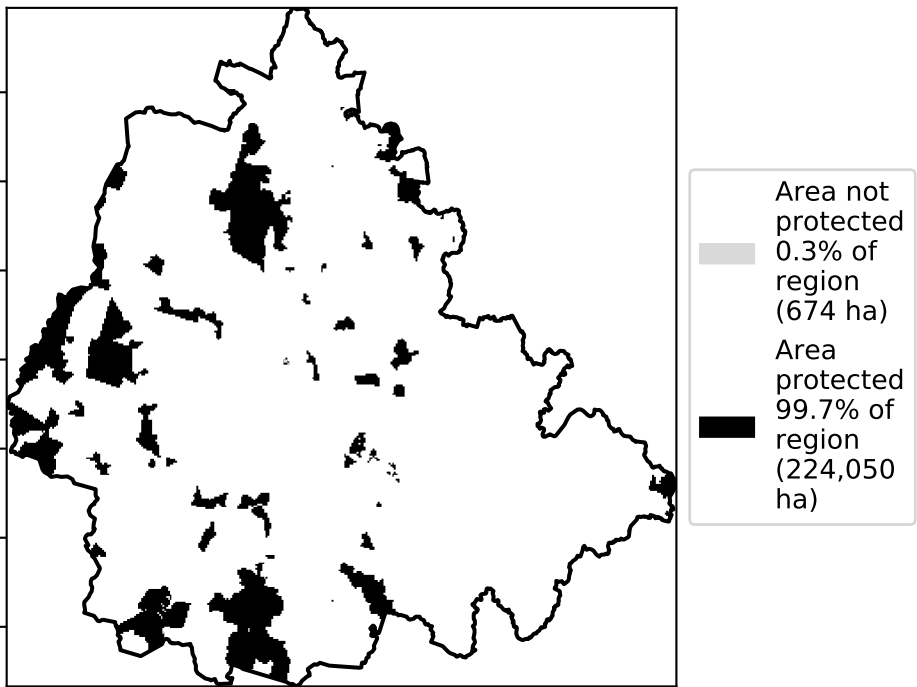 Area not
protected
0.3% of
region
(674 ha)
Area
protected
99.7% of
region
(224,050
ha)